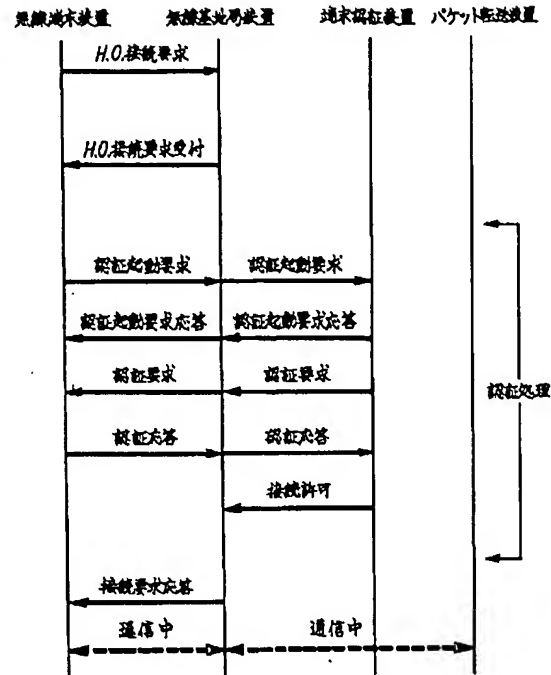 無線端末装置 無線基地局装置 端末認証装置 パケット転送装置
H.O.接続要求
H.O.接続要求受付
認証起動要求 認証起動要求
認証起動要求応答 認証起動要求応答
認証要求 認証要求
認証処理
認証応答 認証応答
接続許可
接続要求応答
通信中 通信中